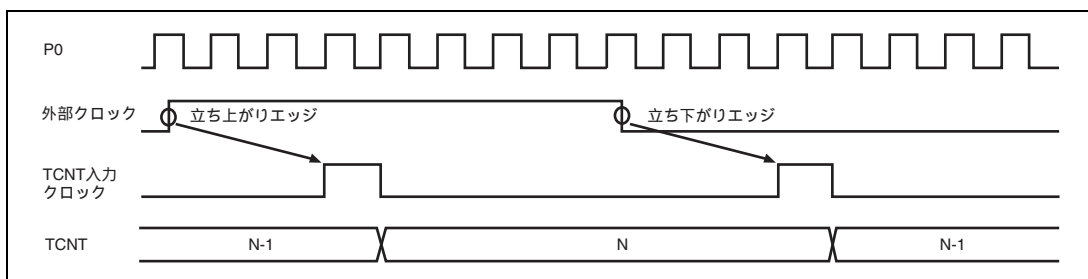 P0
外部クロック
立ち上がりエッジ
立ち下がりエッジ
TCNT入力
クロック
TCNT
N-1
N
N-1